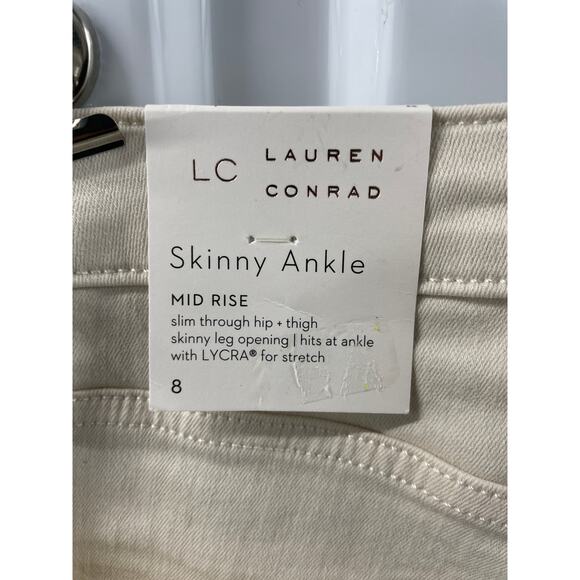 LC LAUREN CONRAD
Skinny Ankle
MID RISE
slim through hip + thigh
skinny leg opening | hits at ankle
with LYCRA® for stretch
8